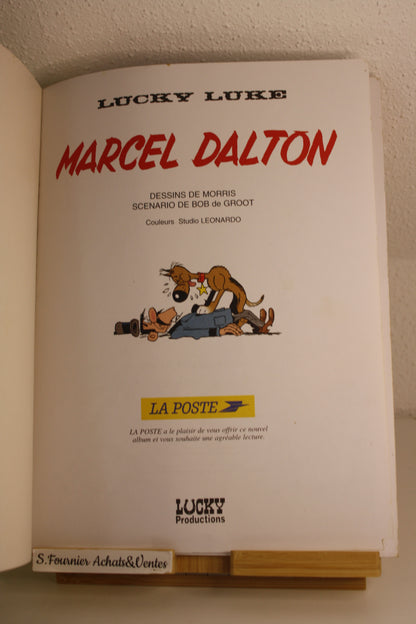 LUCKY LUKE
MARCEL DALTON
DESSINS DE MORRIS
SCENARIO DE BOB de GROOT
Couleurs Studio LEONARDO
LA POSTE
LA POSTE a le plaisir de vous offrir ce nouvel
album et vous souhaite une agréable lecture.
LUCKY
Productions
S. Fournier Achats&Ventes